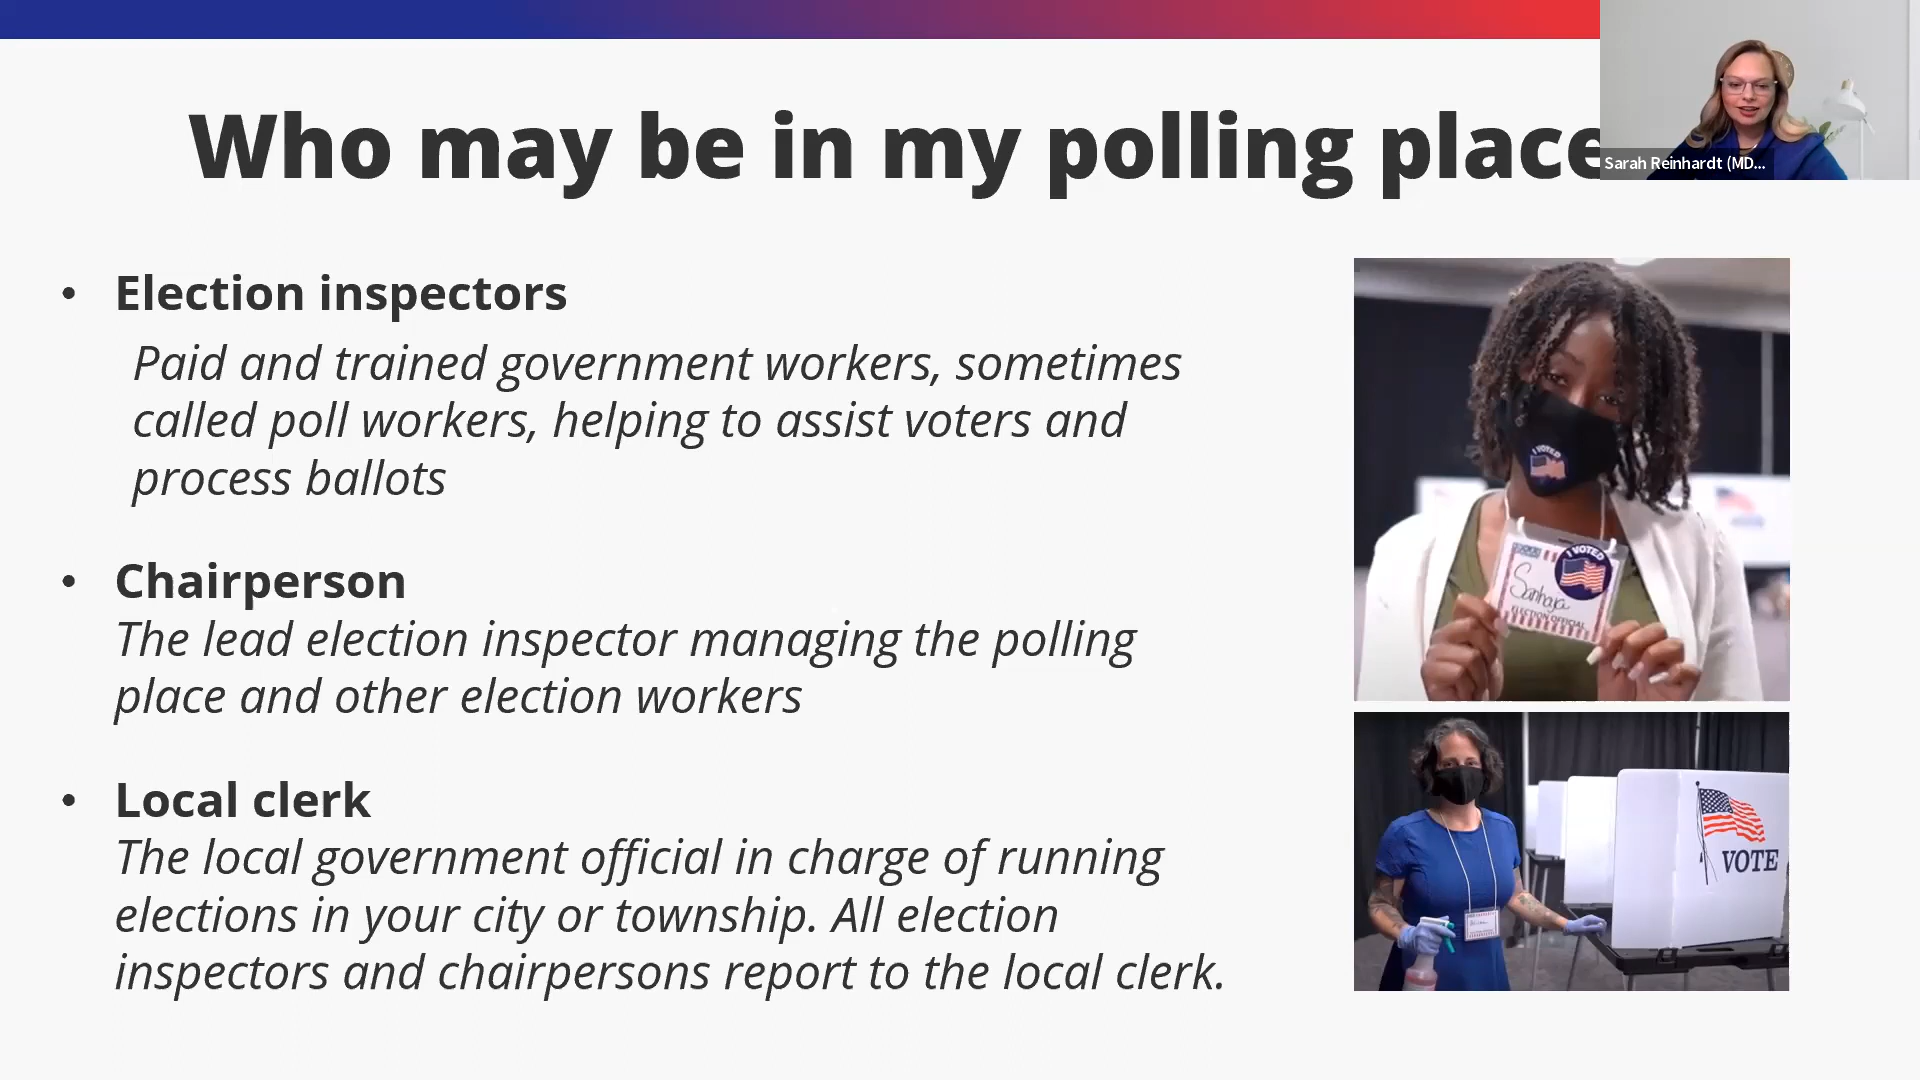 Who may be in my polling place
Sarah Reinhardt (MD...
• Election inspectors
Paid and trained government workers, sometimes
called poll workers, helping to assist voters and
process ballots
• Chairperson
The lead election inspector managing the polling
place and other election workers
• Local clerk
The local government official in charge of running
elections in your city or township. All election
inspectors and chairpersons report to the local clerk.
I VOTED
I VOTED
ELECTION OFFICIAL
VOTE